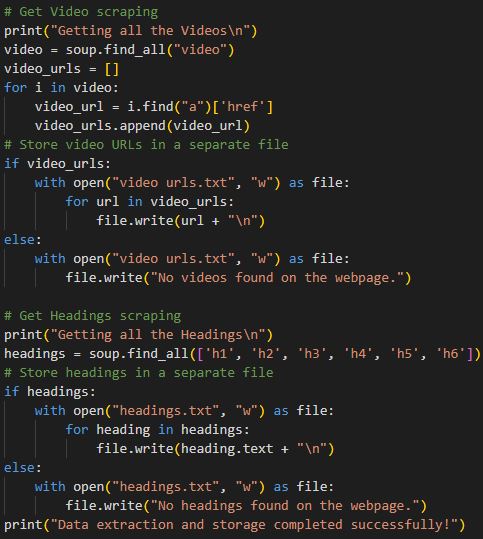 # Get Video scraping
print("Getting all the Videos\n")
video = soup.find_all("video")
video_urls = []
for i in video:
    video_url = i.find("a")['href']
    video_urls.append(video_url)
# Store video URLs in a separate file
if video_urls:
    with open("video urls.txt", "w") as file:
        for url in video_urls:
            file.write(url + "\n")
else:
    with open("video urls.txt", "w") as file:
        file.write("No videos found on the webpage.")

# Get Headings scraping
print("Getting all the Headings\n")
headings = soup.find_all(['h1', 'h2', 'h3', 'h4', 'h5', 'h6'])
# Store headings in a separate file
if headings:
    with open("headings.txt", "w") as file:
        for heading in headings:
            file.write(heading.text + "\n")
else:
    with open("headings.txt", "w") as file:
        file.write("No headings found on the webpage.")
print("Data extraction and storage completed successfully!")